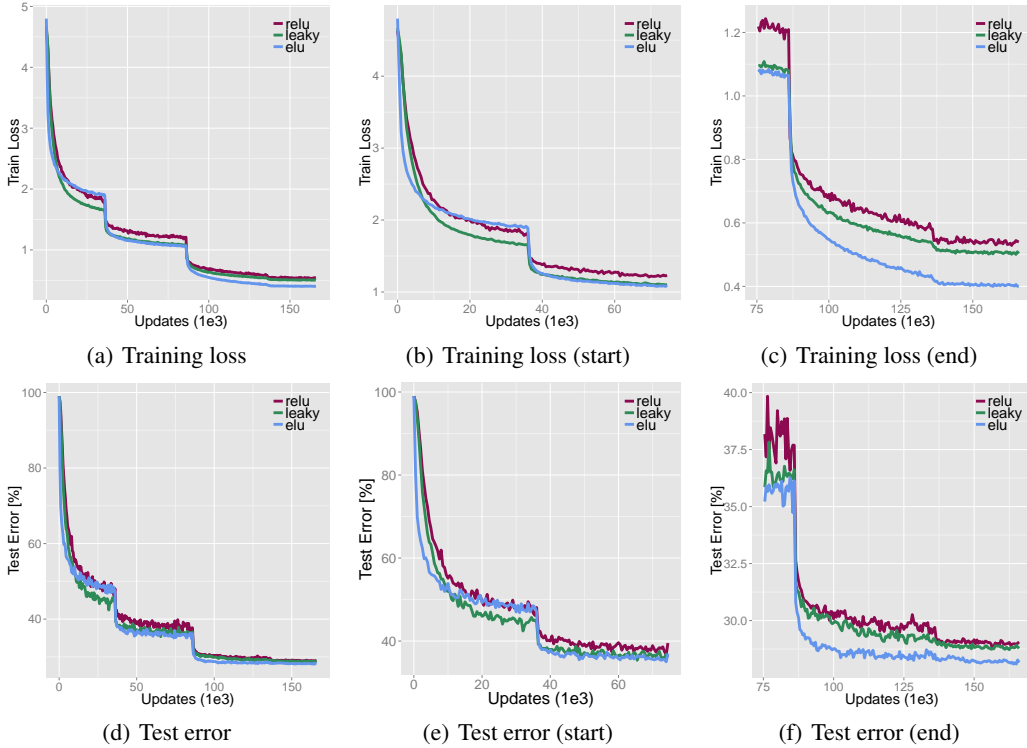 5
4
3
2
1
Train Loss
0
50
100
150
Updates (1e3)
relu
leaky
elu
(a) Training loss
4
3
2
1
Train Loss
0
40
60
Updates (1e3)
relu
leaky
elu
(b) Training loss (start)
1.2
1.0
0.8
0.6
0.4
Train Loss
75
100
125
150
Updates (1e3)
relu
leaky
elu
(c) Training loss (end)
100
80
60
40
Test Error [%]
0
50
100
150
Updates (1e3)
relu
leaky
elu
(d) Test error
100
80
60
40
Test Error [%]
0
20
40
60
Updates (1e3)
relu
leaky
elu
(e) Test error (start)
40.0
37.5
35.0
32.5
30.0
Test Error [%]
75
100
125
150
Updates (1e3)
relu
leaky
elu
(f) Test error (end)